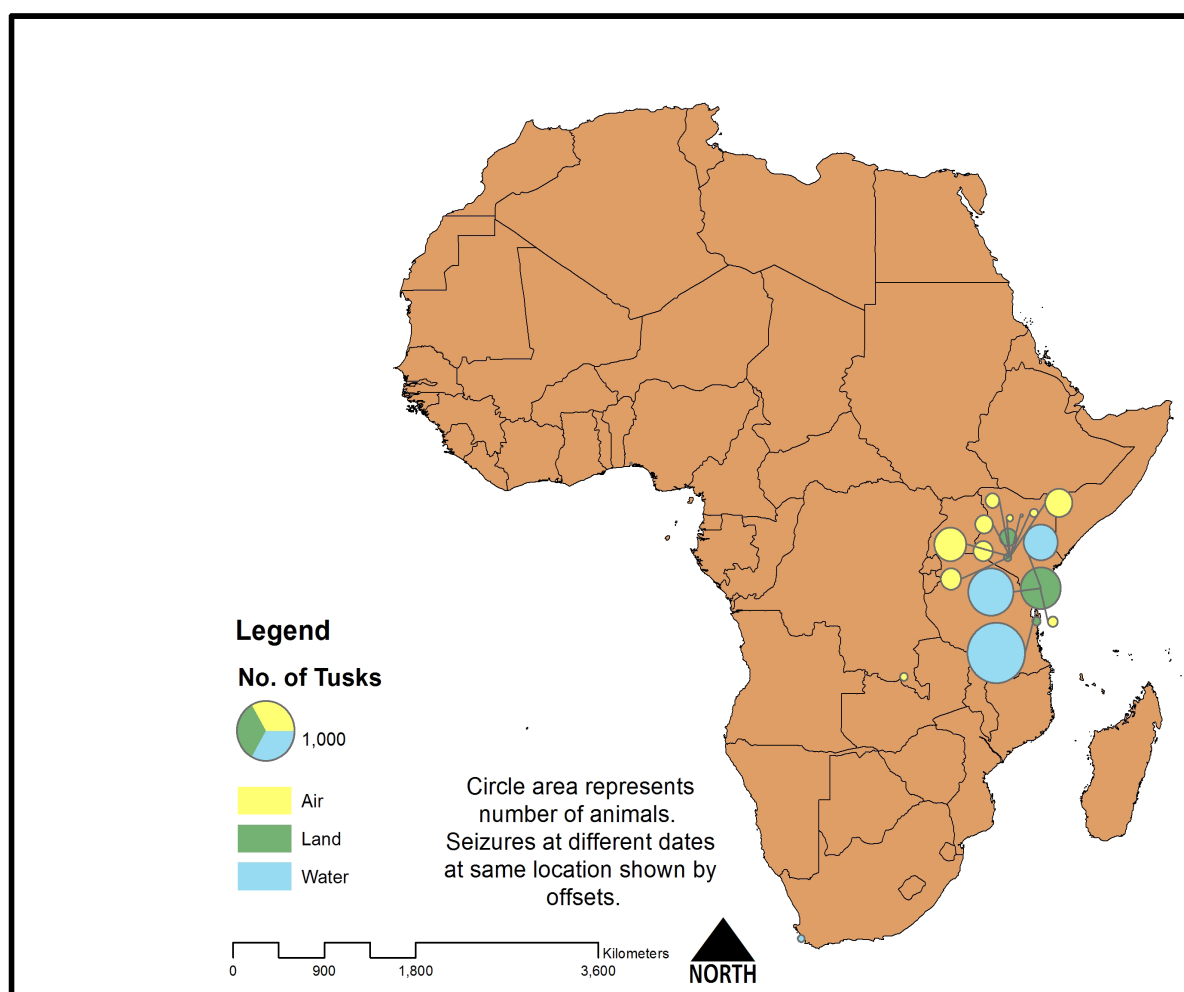 Legend
No. of Tusks
1,000
Air
Land
Water
Circle area represents
number of animals.
Seizures at different dates
at same location shown by
offsets.
Kilometers
0 900 1,800 3,600
NORTH